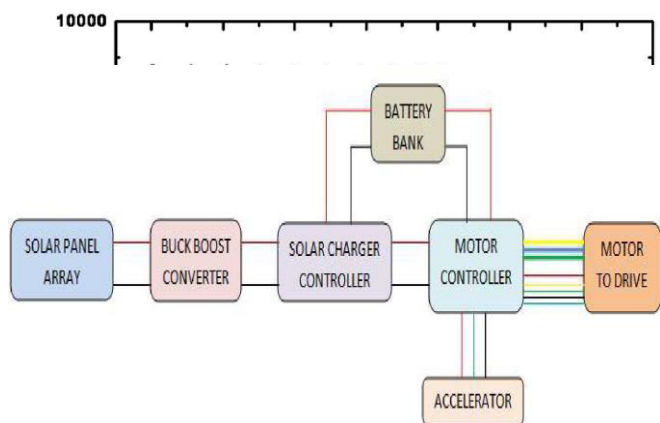 10000
BATTERY
BANK
SOLAR PANEL
ARRAY
BUCK BOOST
CONVERTER
SOLAR CHARGER
CONTROLLER
MOTOR
CONTROLLER
MOTOR
TO DRIVE
ACCELERATOR